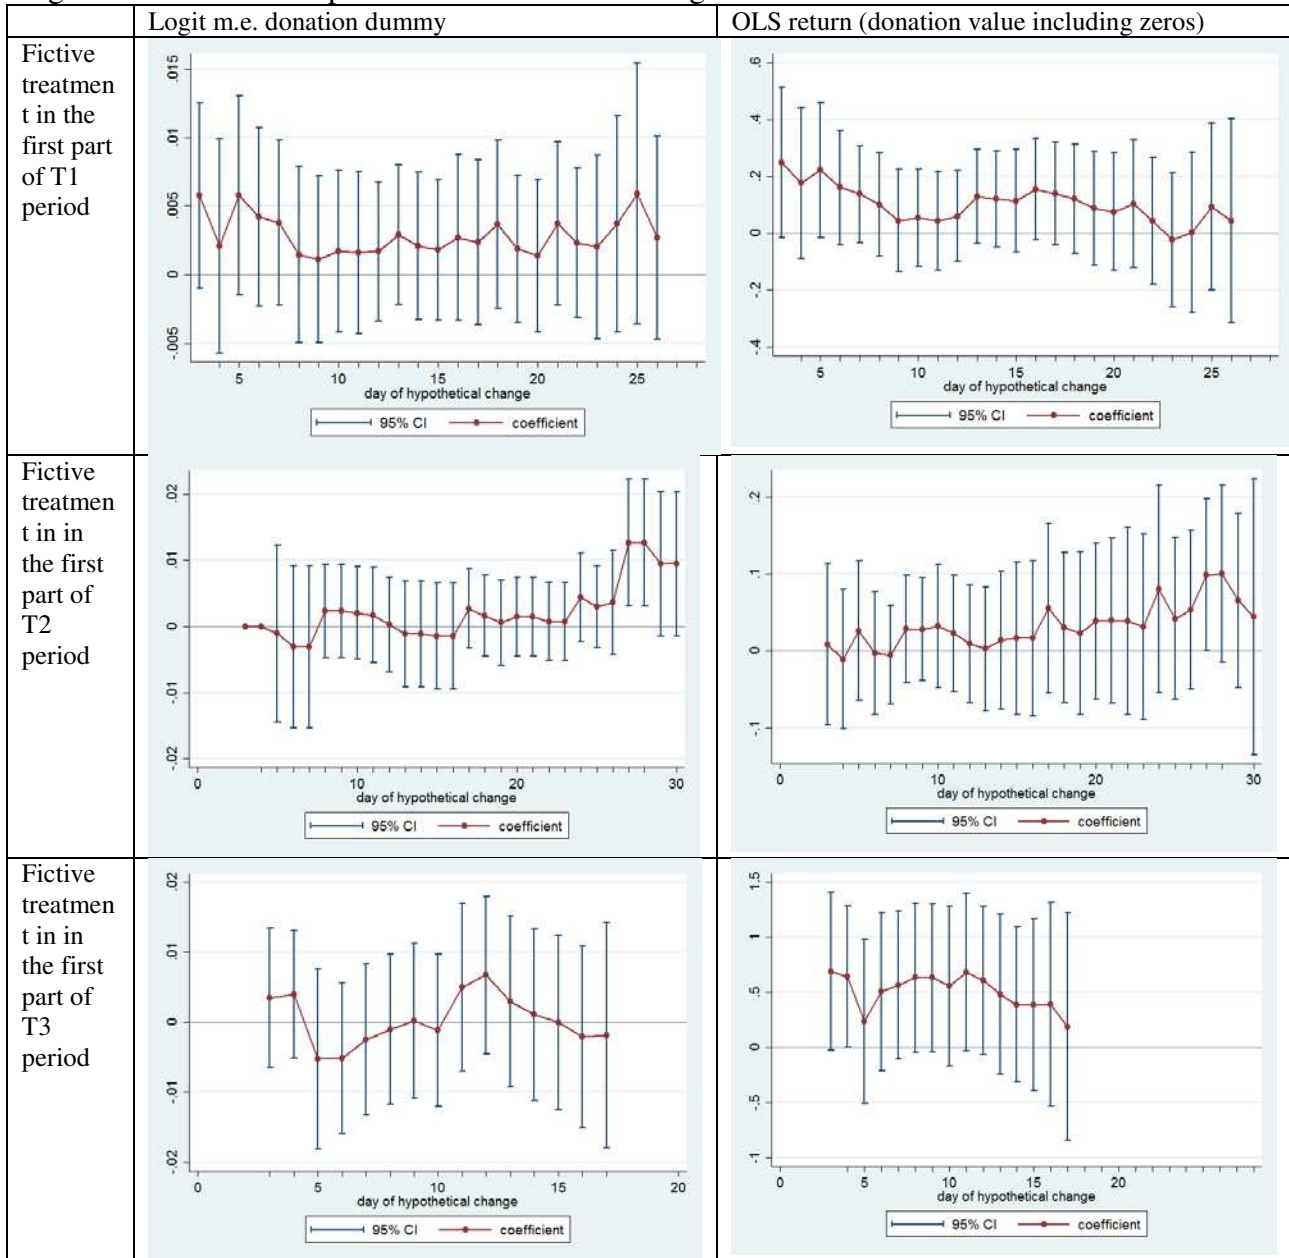 Logit m.e. donation dummy
OLS return (donation value including zeros)
Fictive
treatmen
t in the
first part
of T1
period
.015
.01
.005
0
-.005
5 10 15 20 25
day of hypothetical change
95% CI coefficient
.6
.4
.2
0
-.2
-.4
5 10 15 20 25
day of hypothetical change
95% CI coefficient
Fictive
treatmen
t in in
the first
part of
T2
period
.02
.01
0
-.01
-.02
0 10 20 30
day of hypothetical change
95% CI coefficient
.2
.1
0
-.1
0 10 20 30
day of hypothetical change
95% CI coefficient
Fictive
treatmen
t in in
the first
part of
T3
period
.02
.01
0
-.01
-.02
0 5 10 15 20
day of hypothetical change
95% CI coefficient
1.5
1
.5
0
-.5
-1
0 5 10 15 20 25
day of hypothetical change
95% CI coefficient